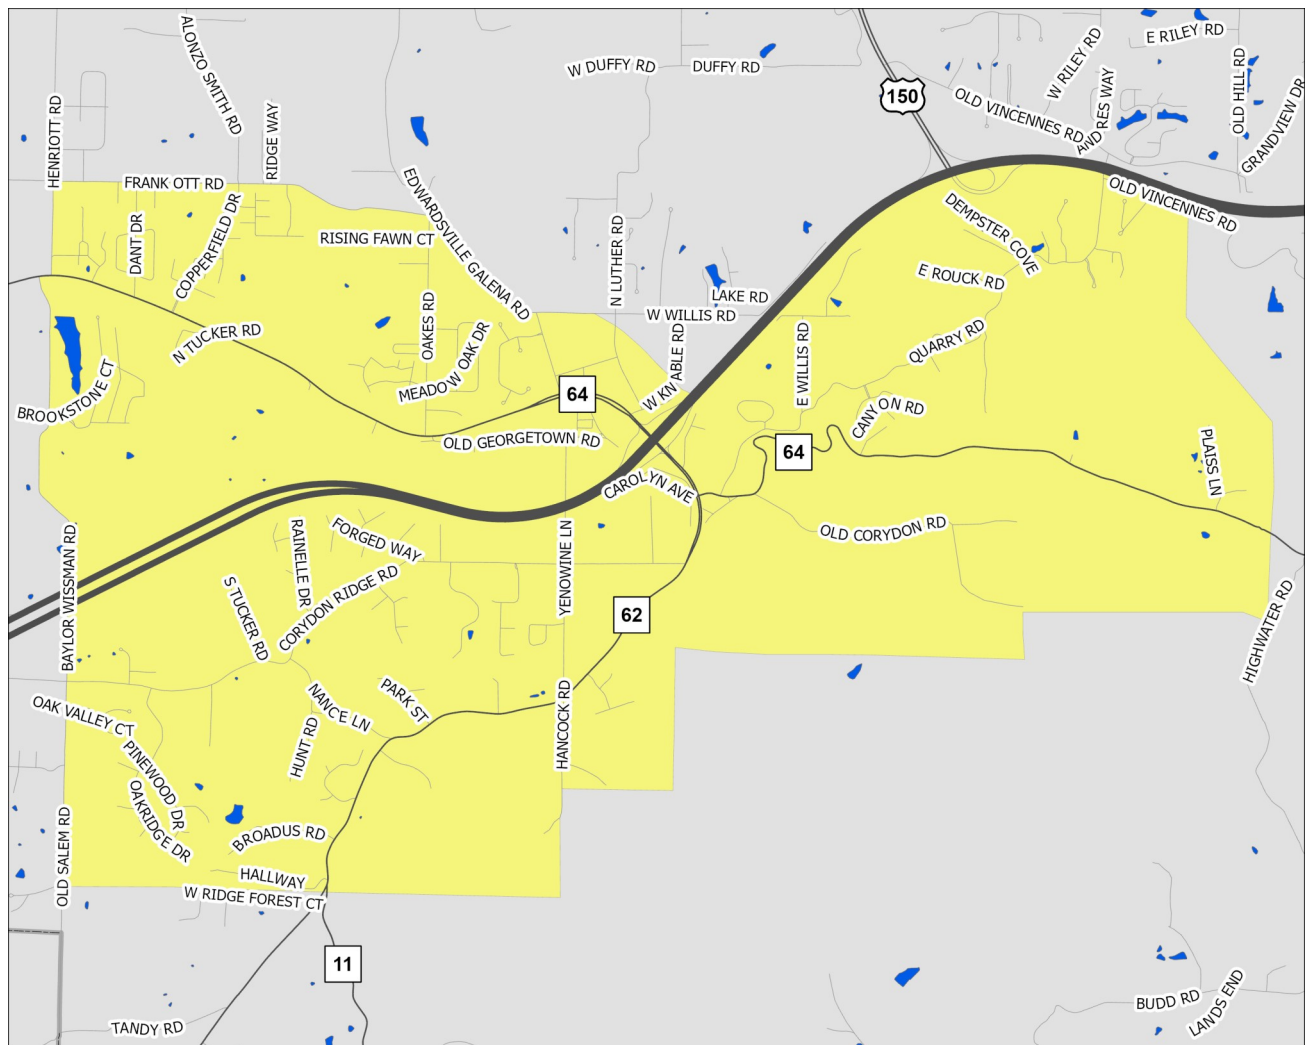 ALONZO SMITH RD
W DUFFY RD
DUFFY RD
150
W RILEY RD
E RILEY RD
OLD HILL RD
GRANDVIEW DR
OLD VINCENNES RD
AND RES WAY
HENRIOTT RD
RIDGE WAY
FRANK OTT RD
EDWARDSVILLE GALENA RD
OLD VINCENNES RD
DANT DR
COPPERFIELD DR
RISING FAWN CT
N LUTHER RD
DEMPSTER COVE
E ROUCK RD
LAKE RD
W WILLIS RD
N TUCKER RD
OAKES RD
MEADOW OAK DR
W KNABLE RD
E WILLIS RD
QUARRY RD
BROOKSTONE CT
64
CANYON RD
OLD GEORGETOWN RD
64
PLAISS LN
CAROLYN AVE
OLD CORYDON RD
BAYLOR WISSMAN RD
RAINELLE DR
FORGED WAY
YENOWINE LN
S TUCKER RD
CORYDON RIDGE RD
62
HIGHWATER RD
OAK VALLEY CT
NANCE LN
PARK ST
HUNT RD
HANCOCK RD
PINEWOOD DR
OAKRIDGE DR
OLD SALEM RD
BROADUS RD
HALLWAY
W RIDGE FOREST CT
11
TANDY RD
BUDD RD
LANDS END